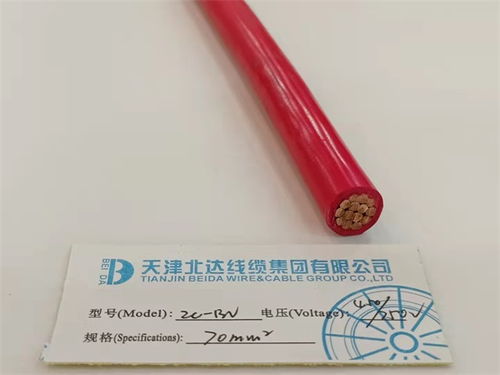 BEI DA
天津北达线缆集团有限公司
TIANJIN BEIDA WIRE&CABLE GROUP CO.,LTD.
型号(Model): ZC-BV 电压(Voltage): 450/750V
规格(Specifications): 70mm²